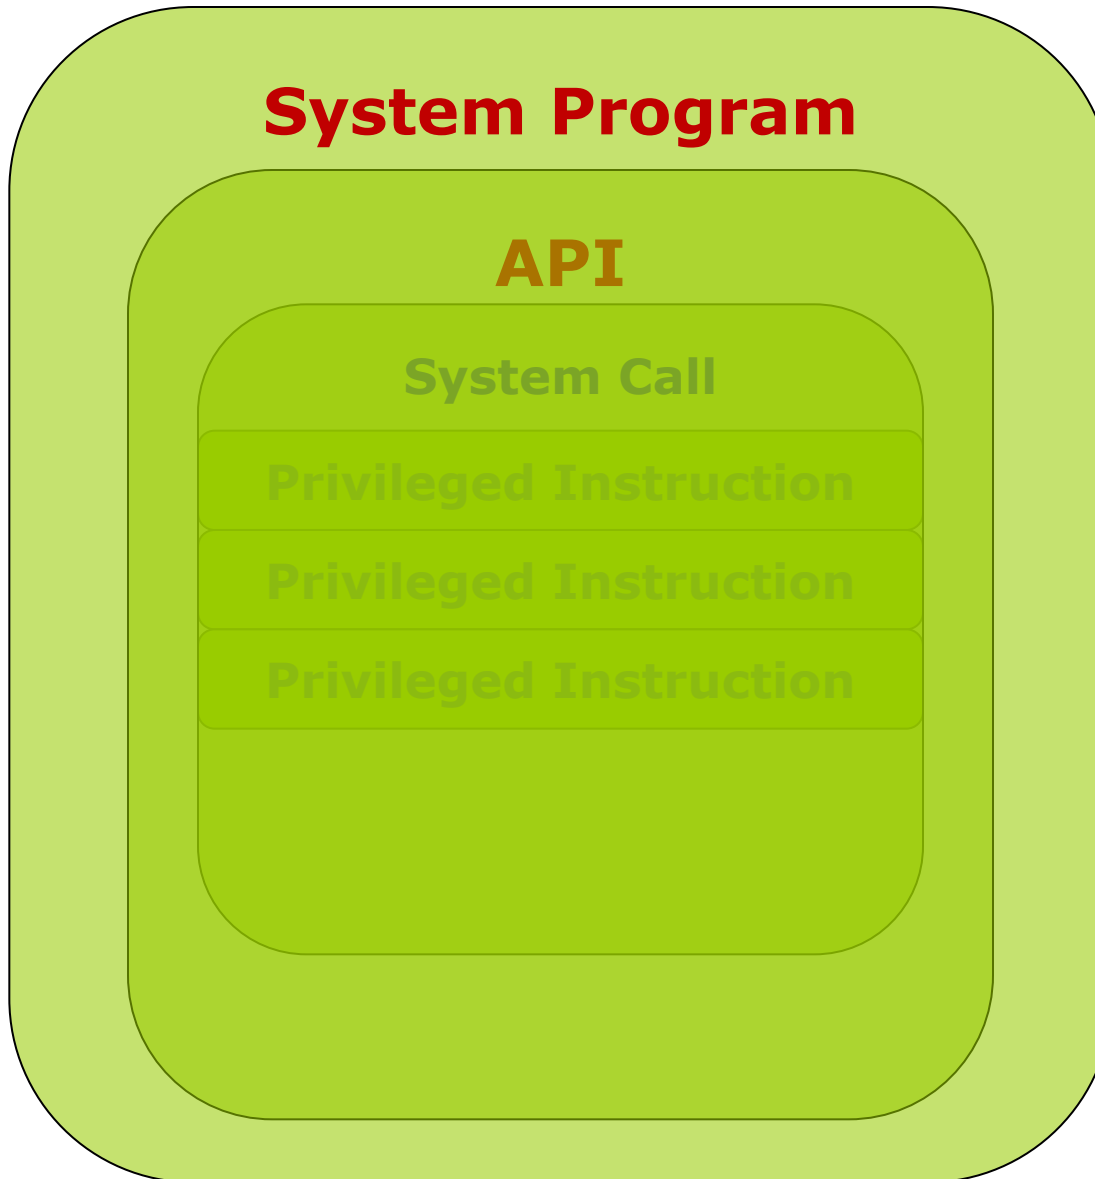 System Program
API
System Call
Privileged Instruction
Privileged Instruction
Privileged Instruction